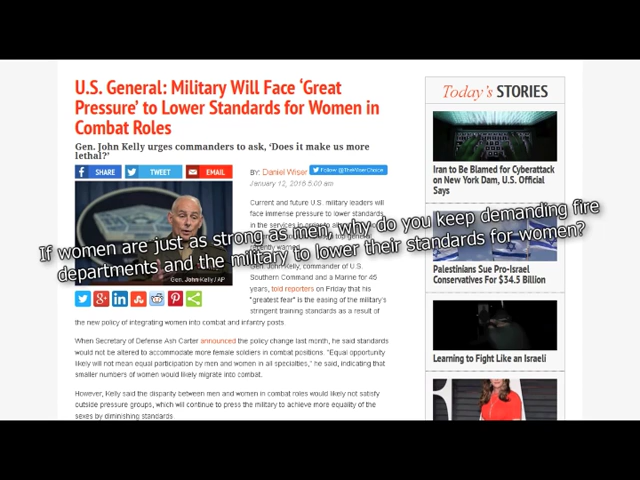 U.S. General: Military Will Face ‘Great
Pressure’ to Lower Standards for Women in
Combat Roles
Gen. John Kelly urges commanders to ask, ‘Does it make us more
lethal?’
SHARE TWEET EMAIL
Gen. John Kelly / AP
BY: Daniel Wiser Follow @TheWiserChoice
January 12, 2016 5:00 am
Current and future U.S. military leaders will
face immense pressure to lower standards
If women are just as strong as men, why do you keep demanding fire
departments and the military to lower their standards for women?
Gen. John Kelly, commander of U.S.
Southern Command and a Marine for 45
years, told reporters on Friday that his
"greatest fear" is the easing of the military's
stringent training standards as a result of
the new policy of integrating women into combat and infantry posts.
When Secretary of Defense Ash Carter announced the policy change last month, he said standards
would not be altered to accommodate more female soldiers in combat positions. "Equal opportunity
likely will not mean equal participation by men and women in all specialties," he said, indicating that
smaller numbers of women would likely migrate into combat.
However, Kelly said the disparity between men and women in combat roles would likely not satisfy
outside pressure groups, which will continue to press the military to achieve more equality of the
sexes by diminishing standards
Today's STORIES
Iran to Be Blamed for Cyberattack
on New York Dam, U.S. Official
Says
Palestinians Sue Pro-Israel
Conservatives For $34.5 Billion
Learning to Fight Like an Israeli